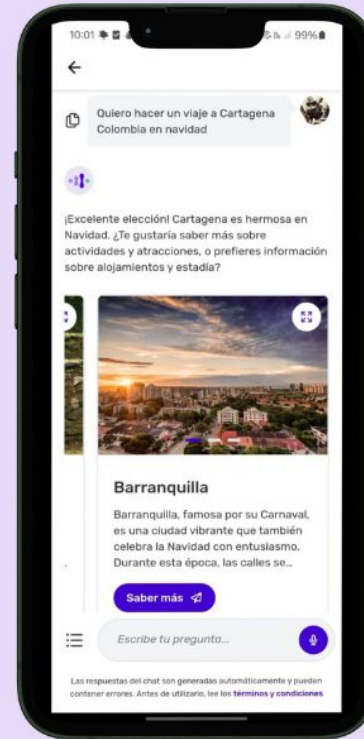 10:01
99%
Quiero hacer un viaje a Cartagena
Colombia en navidad
¡Excelente elección! Cartagena es hermosa en
Navidad. ¿Te gustaría saber más sobre
actividades y atracciones, o prefieres información
sobre alojamientos y estadía?
Barranquilla
Barranquilla, famosa por su Carnaval,
es una ciudad vibrante que también
celebra la Navidad con entusiasmo.
Durante esta época, las calles se...
Saber más
Escribe tu pregunta...
Las respuestas del chat son generadas automáticamente y pueden
contener errores. Antes de utilizarlo, lee los términos y condiciones